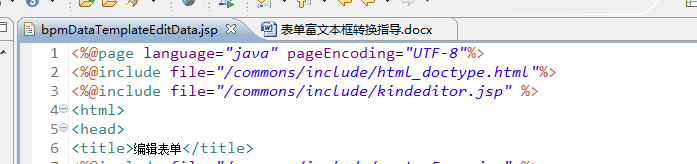 bpmDataTemplateEditData.jsp 表单富文本框转换指导.docx
1 <%@page language="java" pageEncoding="UTF-8"%>
2 <%@include file="/commons/include/html_doctype.html"%>
3 <%@include file="/commons/include/kindeditor.jsp" %>
4 <html>
5 <head>
6 <title>编辑表单</title>